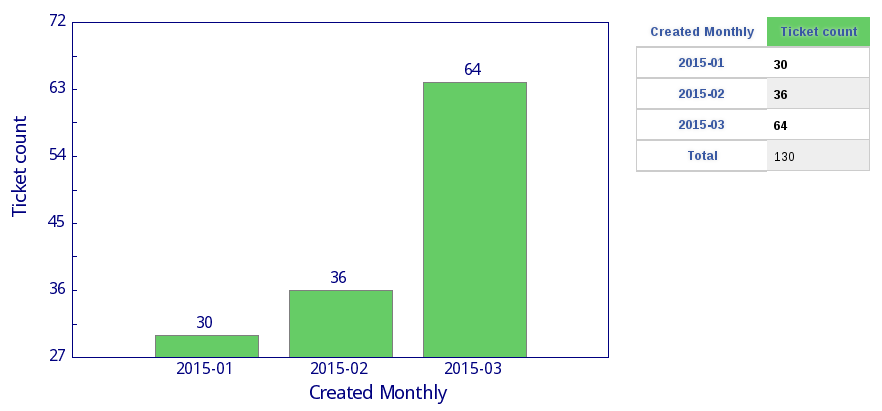 72
63
54
45
36
27
Ticket count
30
36
64
2015-01 2015-02 2015-03
Created Monthly
Created Monthly Ticket count
2015-01 30
2015-02 36
2015-03 64
Total 130